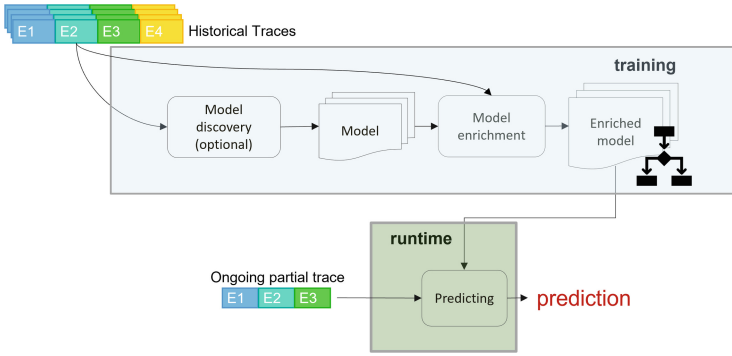 E1 E2 E3 E4 Historical Traces
training
Model
discovery
(optional)
Model
Model
enrichment
Enriched
model
runtime
Ongoing partial trace
E1 E2 E3
Predicting
prediction